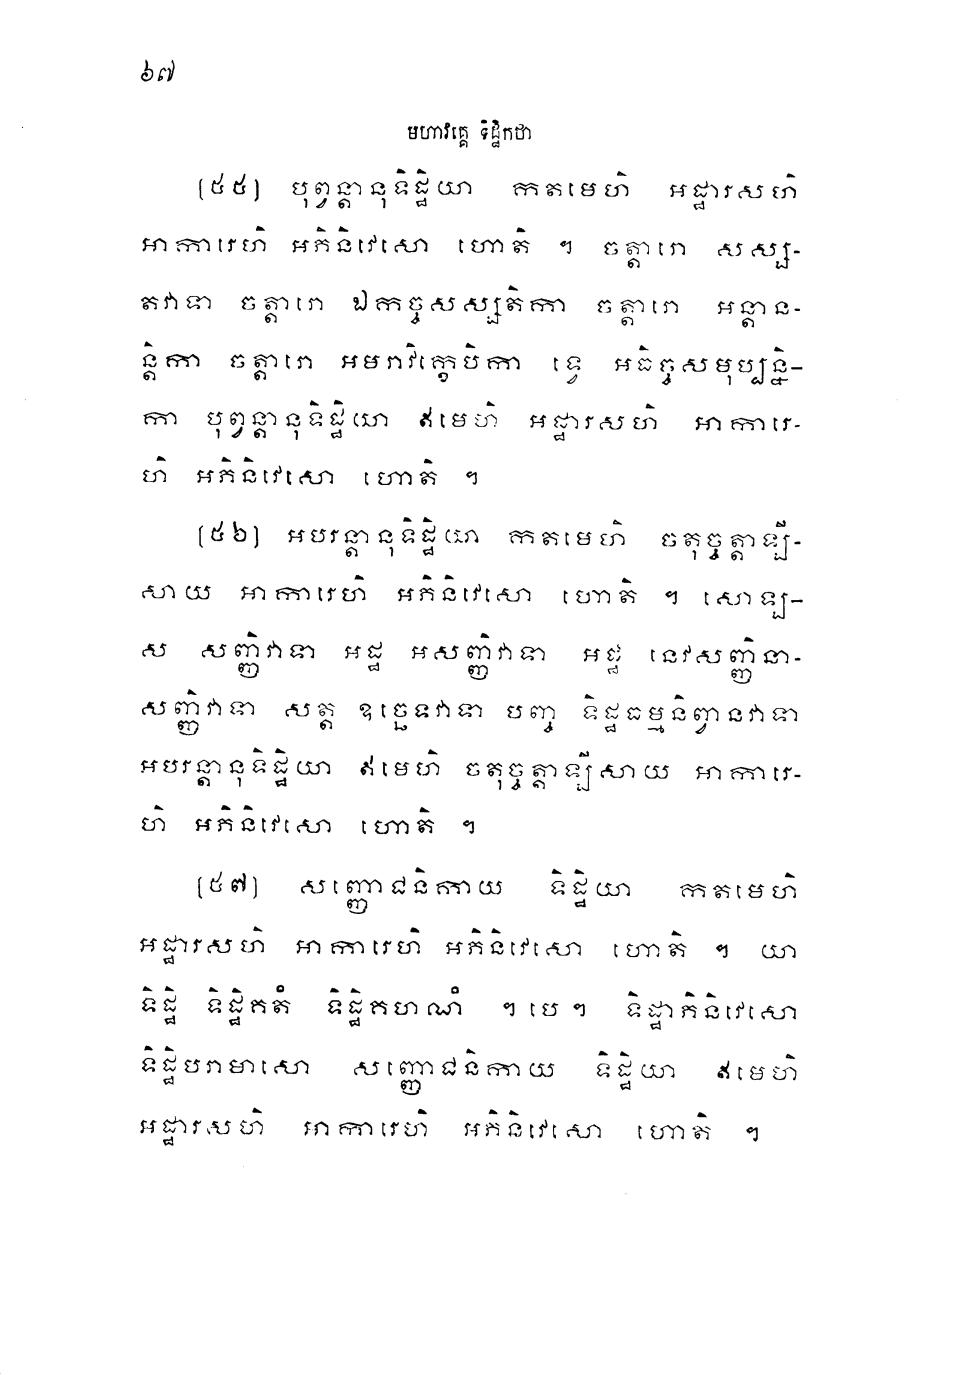 ៦៧
មហាវគ្គេ ទិដ្ឋិកថា
(៥៥) បុព្វន្តានុទិដ្ឋិយា កតមេហិ អដ្ឋារសហិ
អាការេហិ អភិនិវេសោ ហោតិ ។ ចត្តារោ សស្ស-
តវាទា ចត្តារោ ឯកច្ចសស្សតិកា ចត្តារោ អន្តាន-
ន្តិកា ចត្តារោ អមរាវិក្ខេបិកា ទ្វេ អធិច្ចសមុប្បន្និ-
កា បុព្វន្តានុទិដ្ឋិយា ឥមេហិ អដ្ឋារសហិ អាការេ-
ហិ អភិនិវេសោ ហោតិ ។
(៥៦) អបរន្តានុទិដ្ឋិយា កតមេហិ ចតុច្ចត្តាឡី-
សាយ អាការេហិ អភិនិវេសោ ហោតិ ។ សោឡ-
ស សញ្ញិវាទា អដ្ឋ អសញ្ញិវាទា អដ្ឋ នេវសញ្ញិនា-
សញ្ញិវាទា សត្ត ឧច្ឆេទវាទា បញ្ច ទិដ្ឋធម្មនិព្វានវាទា
អបរន្តានុទិដ្ឋិយា ឥមេហិ ចតុច្ចត្តាឡីសាយ អាការេ-
ហិ អភិនិវេសោ ហោតិ ។
(៥៧) សញ្ញោជនិកាយ ទិដ្ឋិយា កតមេហិ
អដ្ឋារសហិ អាការេហិ អភិនិវេសោ ហោតិ ។ យា
ទិដ្ឋិ ទិដ្ឋិគតំ ទិដ្ឋិគហណំ ។ បេ ។ ទិដ្ឋាភិនិវេសោ
ទិដ្ឋិបរាមាសោ សញ្ញោជនិកាយ ទិដ្ឋិយា ឥមេហិ
អដ្ឋារសហិ អាការេហិ អភិនិវេសោ ហោតិ ។